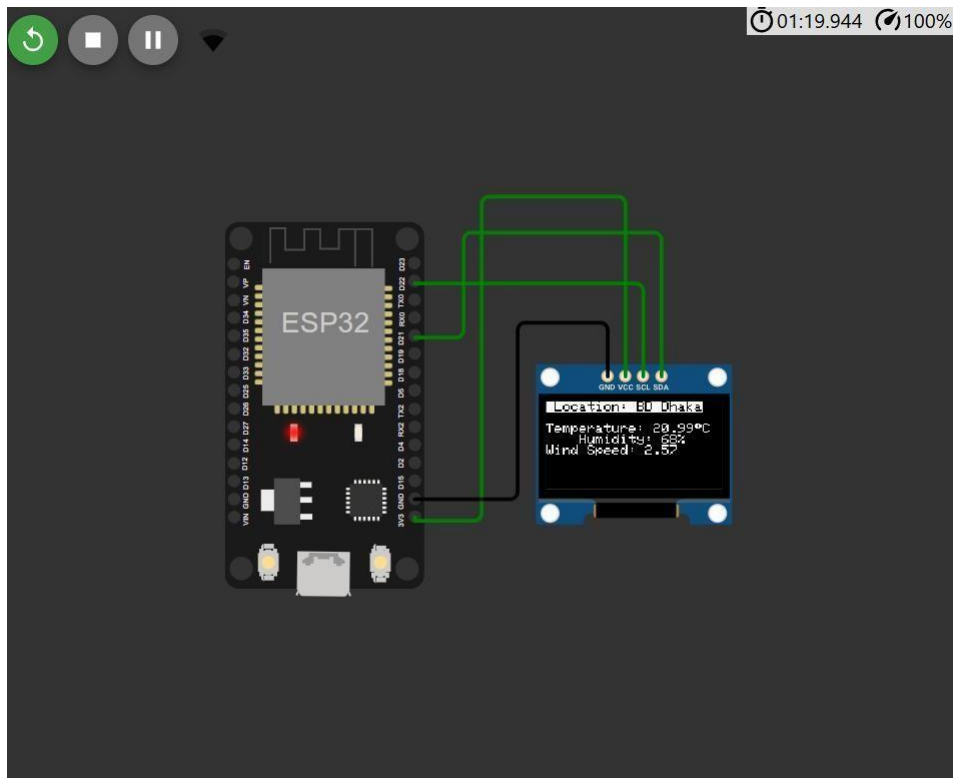 01:19.944 100%
ESP32
EN
VP
VN
D34
D35
D32
D33
D25
D26
D27
D14
D12
D13
GND
VIN
D23
D22
TX0
RX0
D21
D19
D18
D5
TX2
RX2
D4
D2
D15
GND
3V3
GND VCC SCL SDA
Location: BD Dhaka
Temperature: 20.99ºC
Humidity: 68%
Wind Speed: 2.57